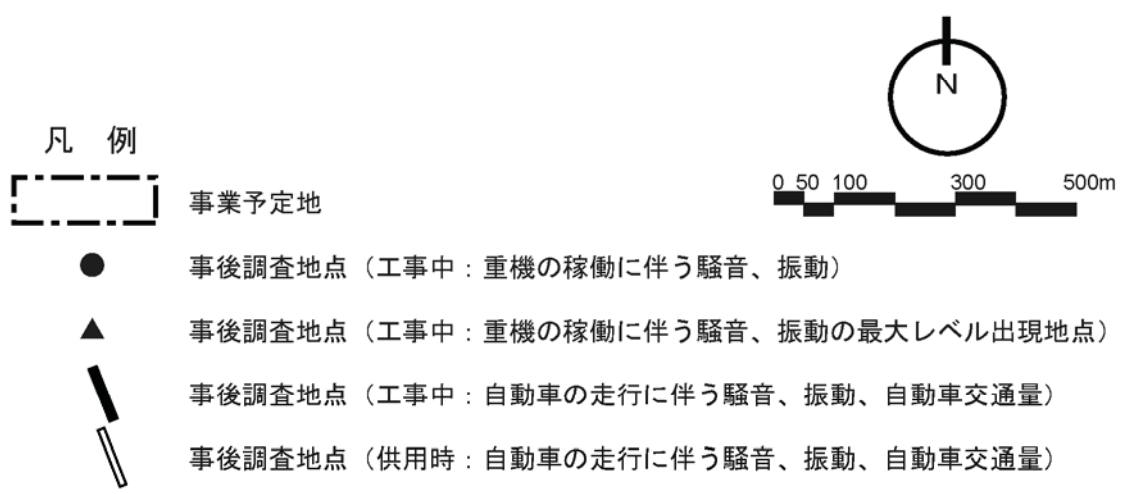 N
凡 例
0 50 100 300 500m
事業予定地
事後調査地点（工事中：重機の稼働に伴う騒音、振動）
事後調査地点（工事中：重機の稼働に伴う騒音、振動の最大レベル出現地点）
事後調査地点（工事中：自動車の走行に伴う騒音、振動、自動車交通量）
事後調査地点（供用時：自動車の走行に伴う騒音、振動、自動車交通量）